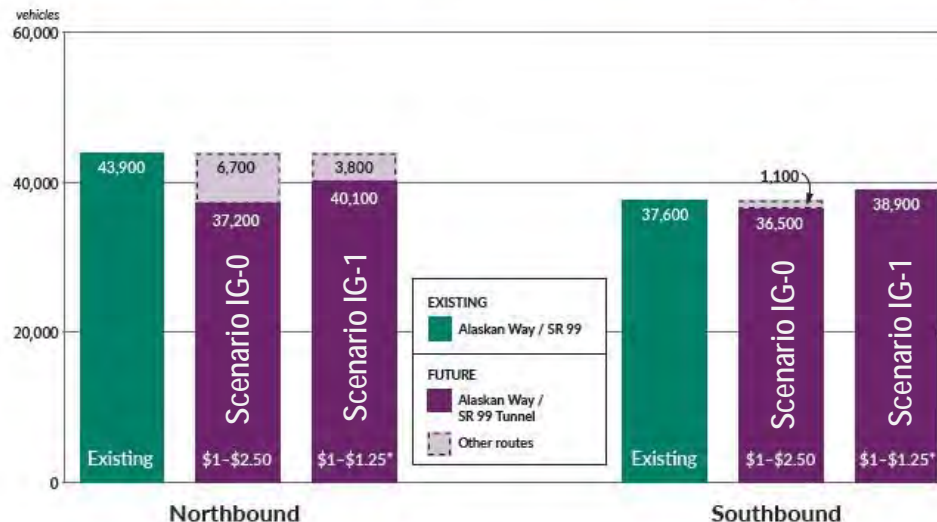 vehicles
60,000
40,000
20,000
0
43,900
Existing
6,700
37,200
Scenario IG-0
$1–$2.50
3,800
40,100
Scenario IG-1
$1–$1.25*
Northbound
EXISTING
Alaskan Way / SR 99
FUTURE
Alaskan Way /
SR 99 Tunnel
Other routes
37,600
Existing
1,100
36,500
Scenario IG-0
$1–$2.50
38,900
Scenario IG-1
$1–$1.25*
Southbound